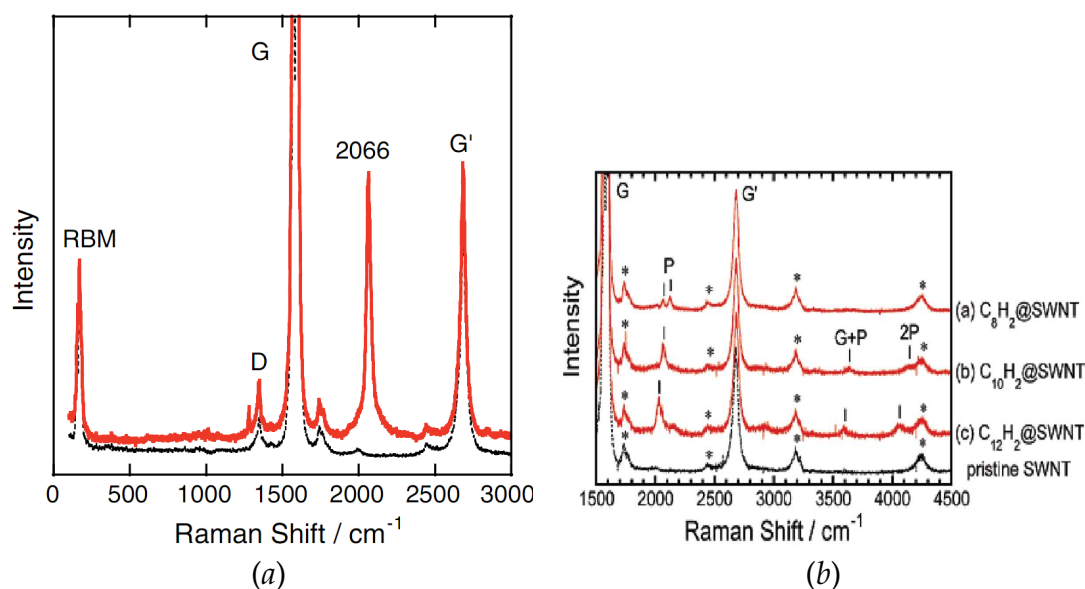 G
2066
G'
RBM
D
Intensity
0 500 1000 1500 2000 2500 3000
Raman Shift / cm-1
(a)
G
G'
*
P
*
*
*
(a) C8H2@SWNT
*
*
*
G+P
2P
*
(b) C10H2@SWNT
*
*
*
*
(c) C12H2@SWNT
*
*
*
*
pristine SWNT
Intensity
1500 2000 2500 3000 3500 4000 4500
Raman Shift / cm-1
(b)